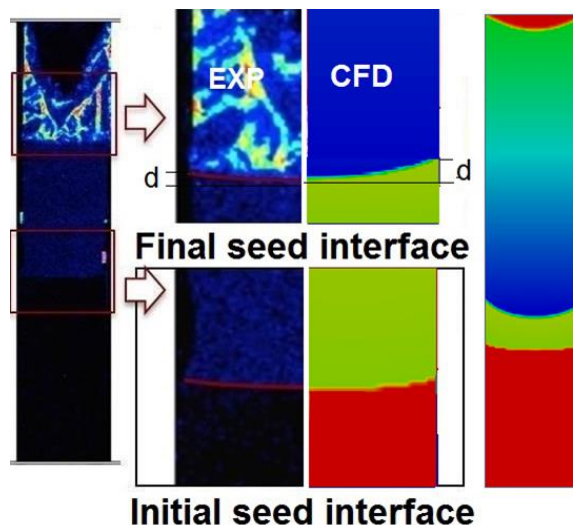 EXP CFD
d d
Final seed interface
Initial seed interface